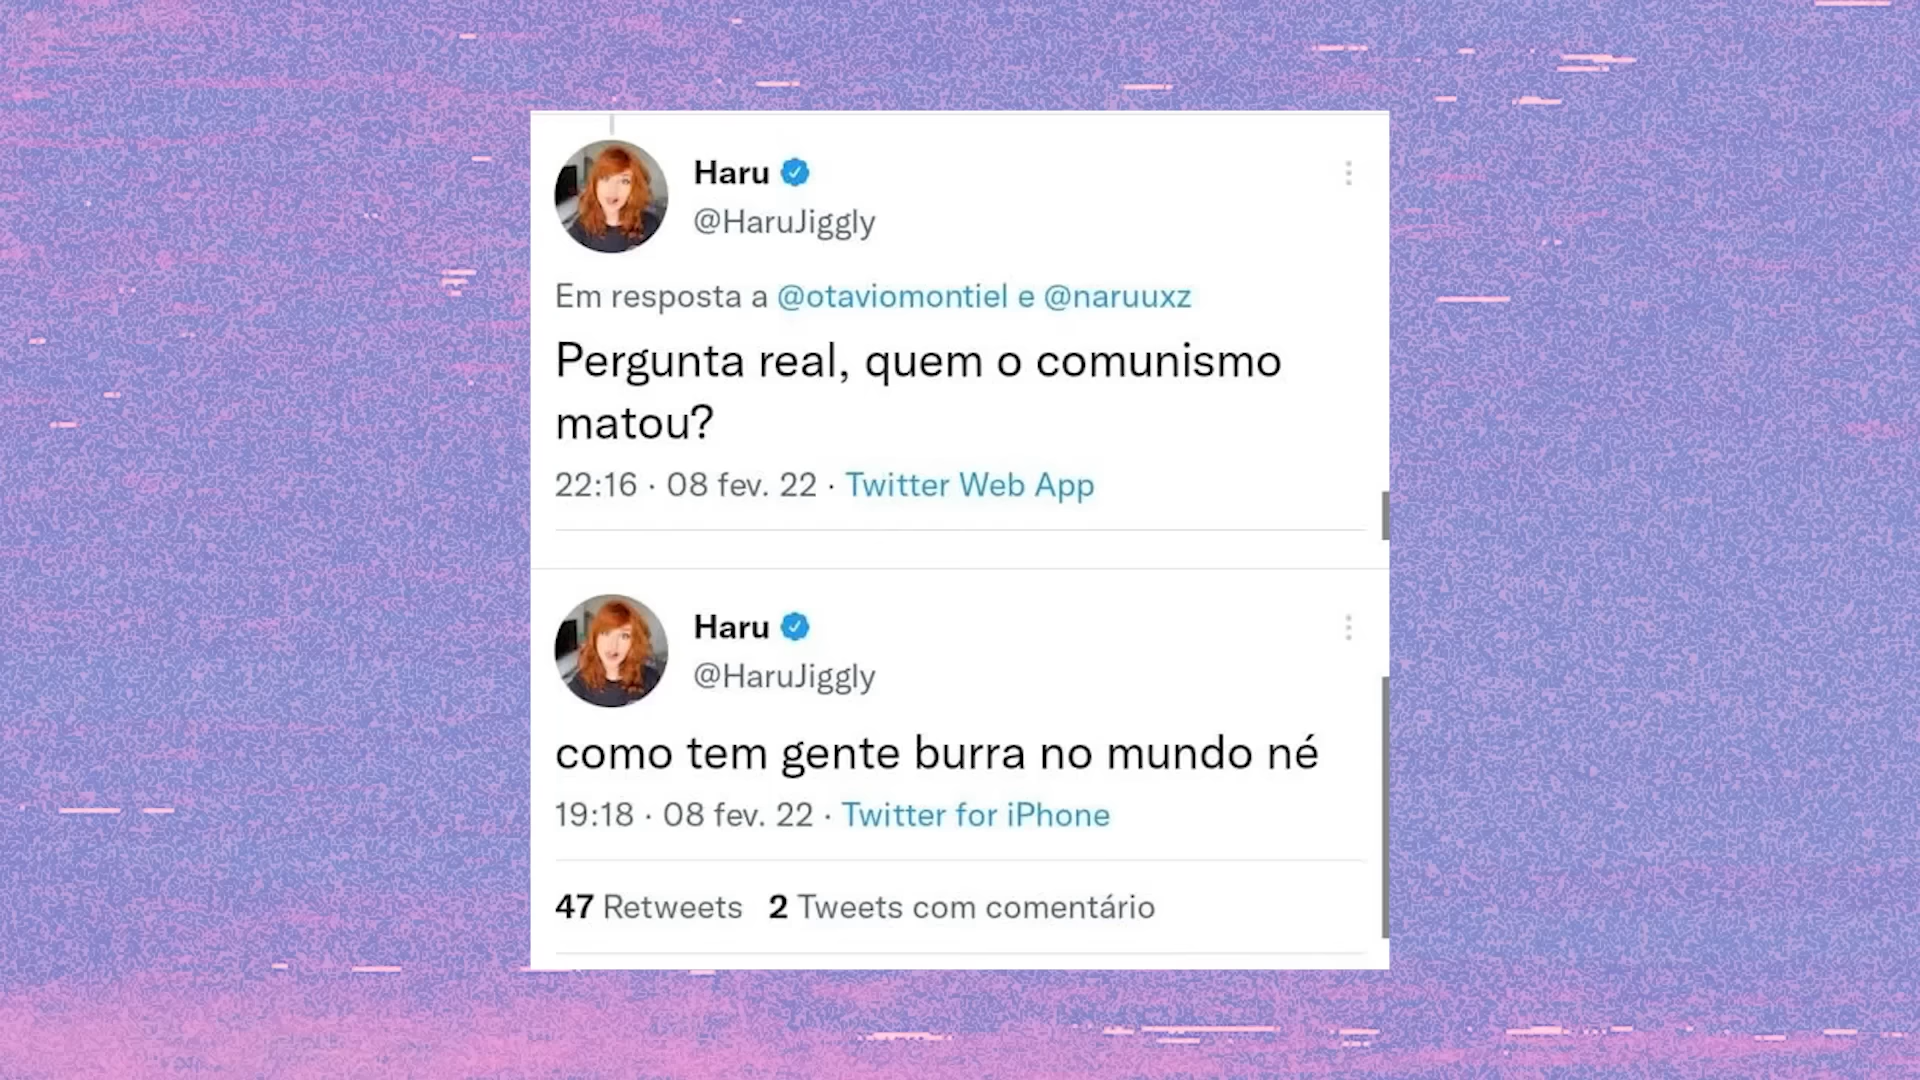 Haru
@HaruJiggly
Em resposta a @otaviomontiel e @naruuxz
Pergunta real, quem o comunismo
matou?
22:16 · 08 fev. 22 · Twitter Web App
Haru
@HaruJiggly
como tem gente burra no mundo né
19:18 · 08 fev. 22 · Twitter for iPhone
47 Retweets 2 Tweets com comentário